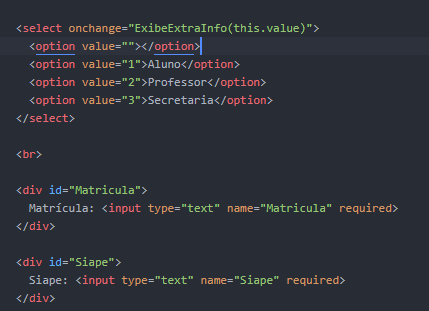 <select onchange="ExibeExtraInfo(this.value)">
<option value=""></option>
<option value="1">Aluno</option>
<option value="2">Professor</option>
<option value="3">Secretaria</option>
</select>
<br>
<div id="Matricula">
Matrícula: <input type="text" name="Matricula" required>
</div>
<div id="Siape">
Siape: <input type="text" name="Siape" required>
</div>